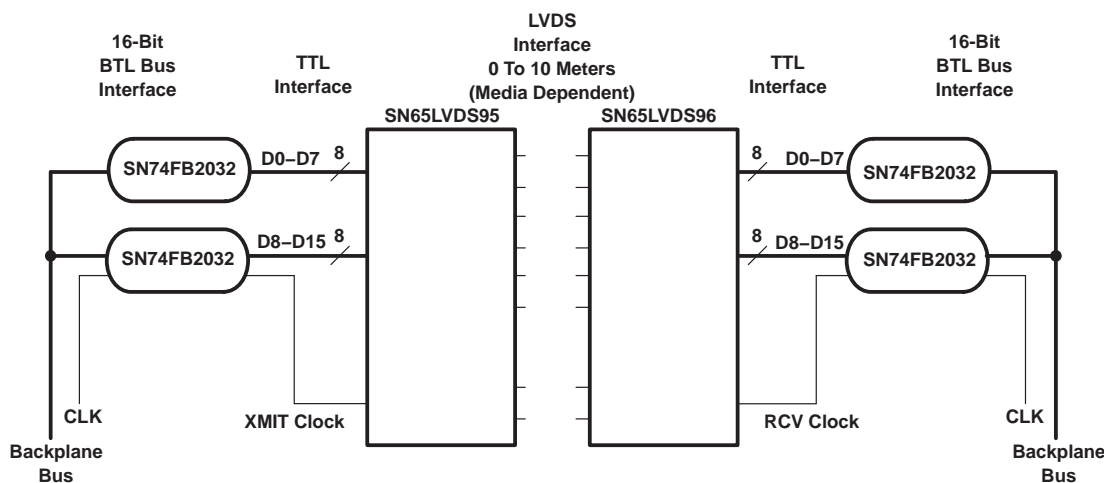 LVDS
Interface
0 To 10 Meters
(Media Dependent)
16-Bit
BTL Bus
Interface
TTL
Interface
TTL
Interface
16-Bit
BTL Bus
Interface
SN65LVDS95
SN65LVDS96
SN74FB2032
D0–D7
8
8
D0–D7
SN74FB2032
SN74FB2032
D8–D15
8
8
D8–D15
SN74FB2032
CLK
XMIT Clock
RCV Clock
CLK
Backplane
Bus
Backplane
Bus